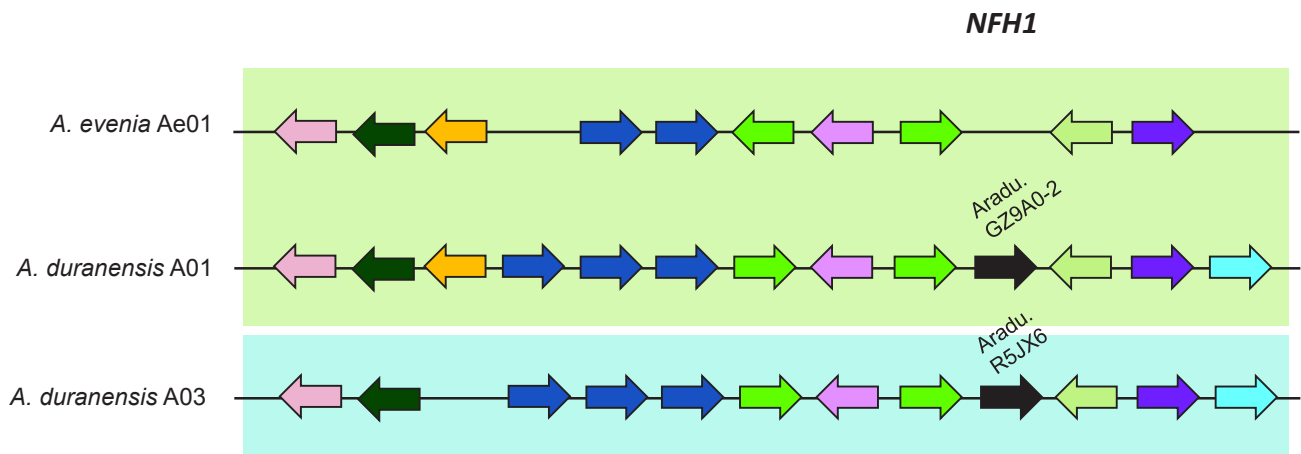 NFH1
A. evenia Ae01
Aradu.
GZ9A0-2
A. duranensis A01
Aradu.
R5JX6
A. duranensis A03